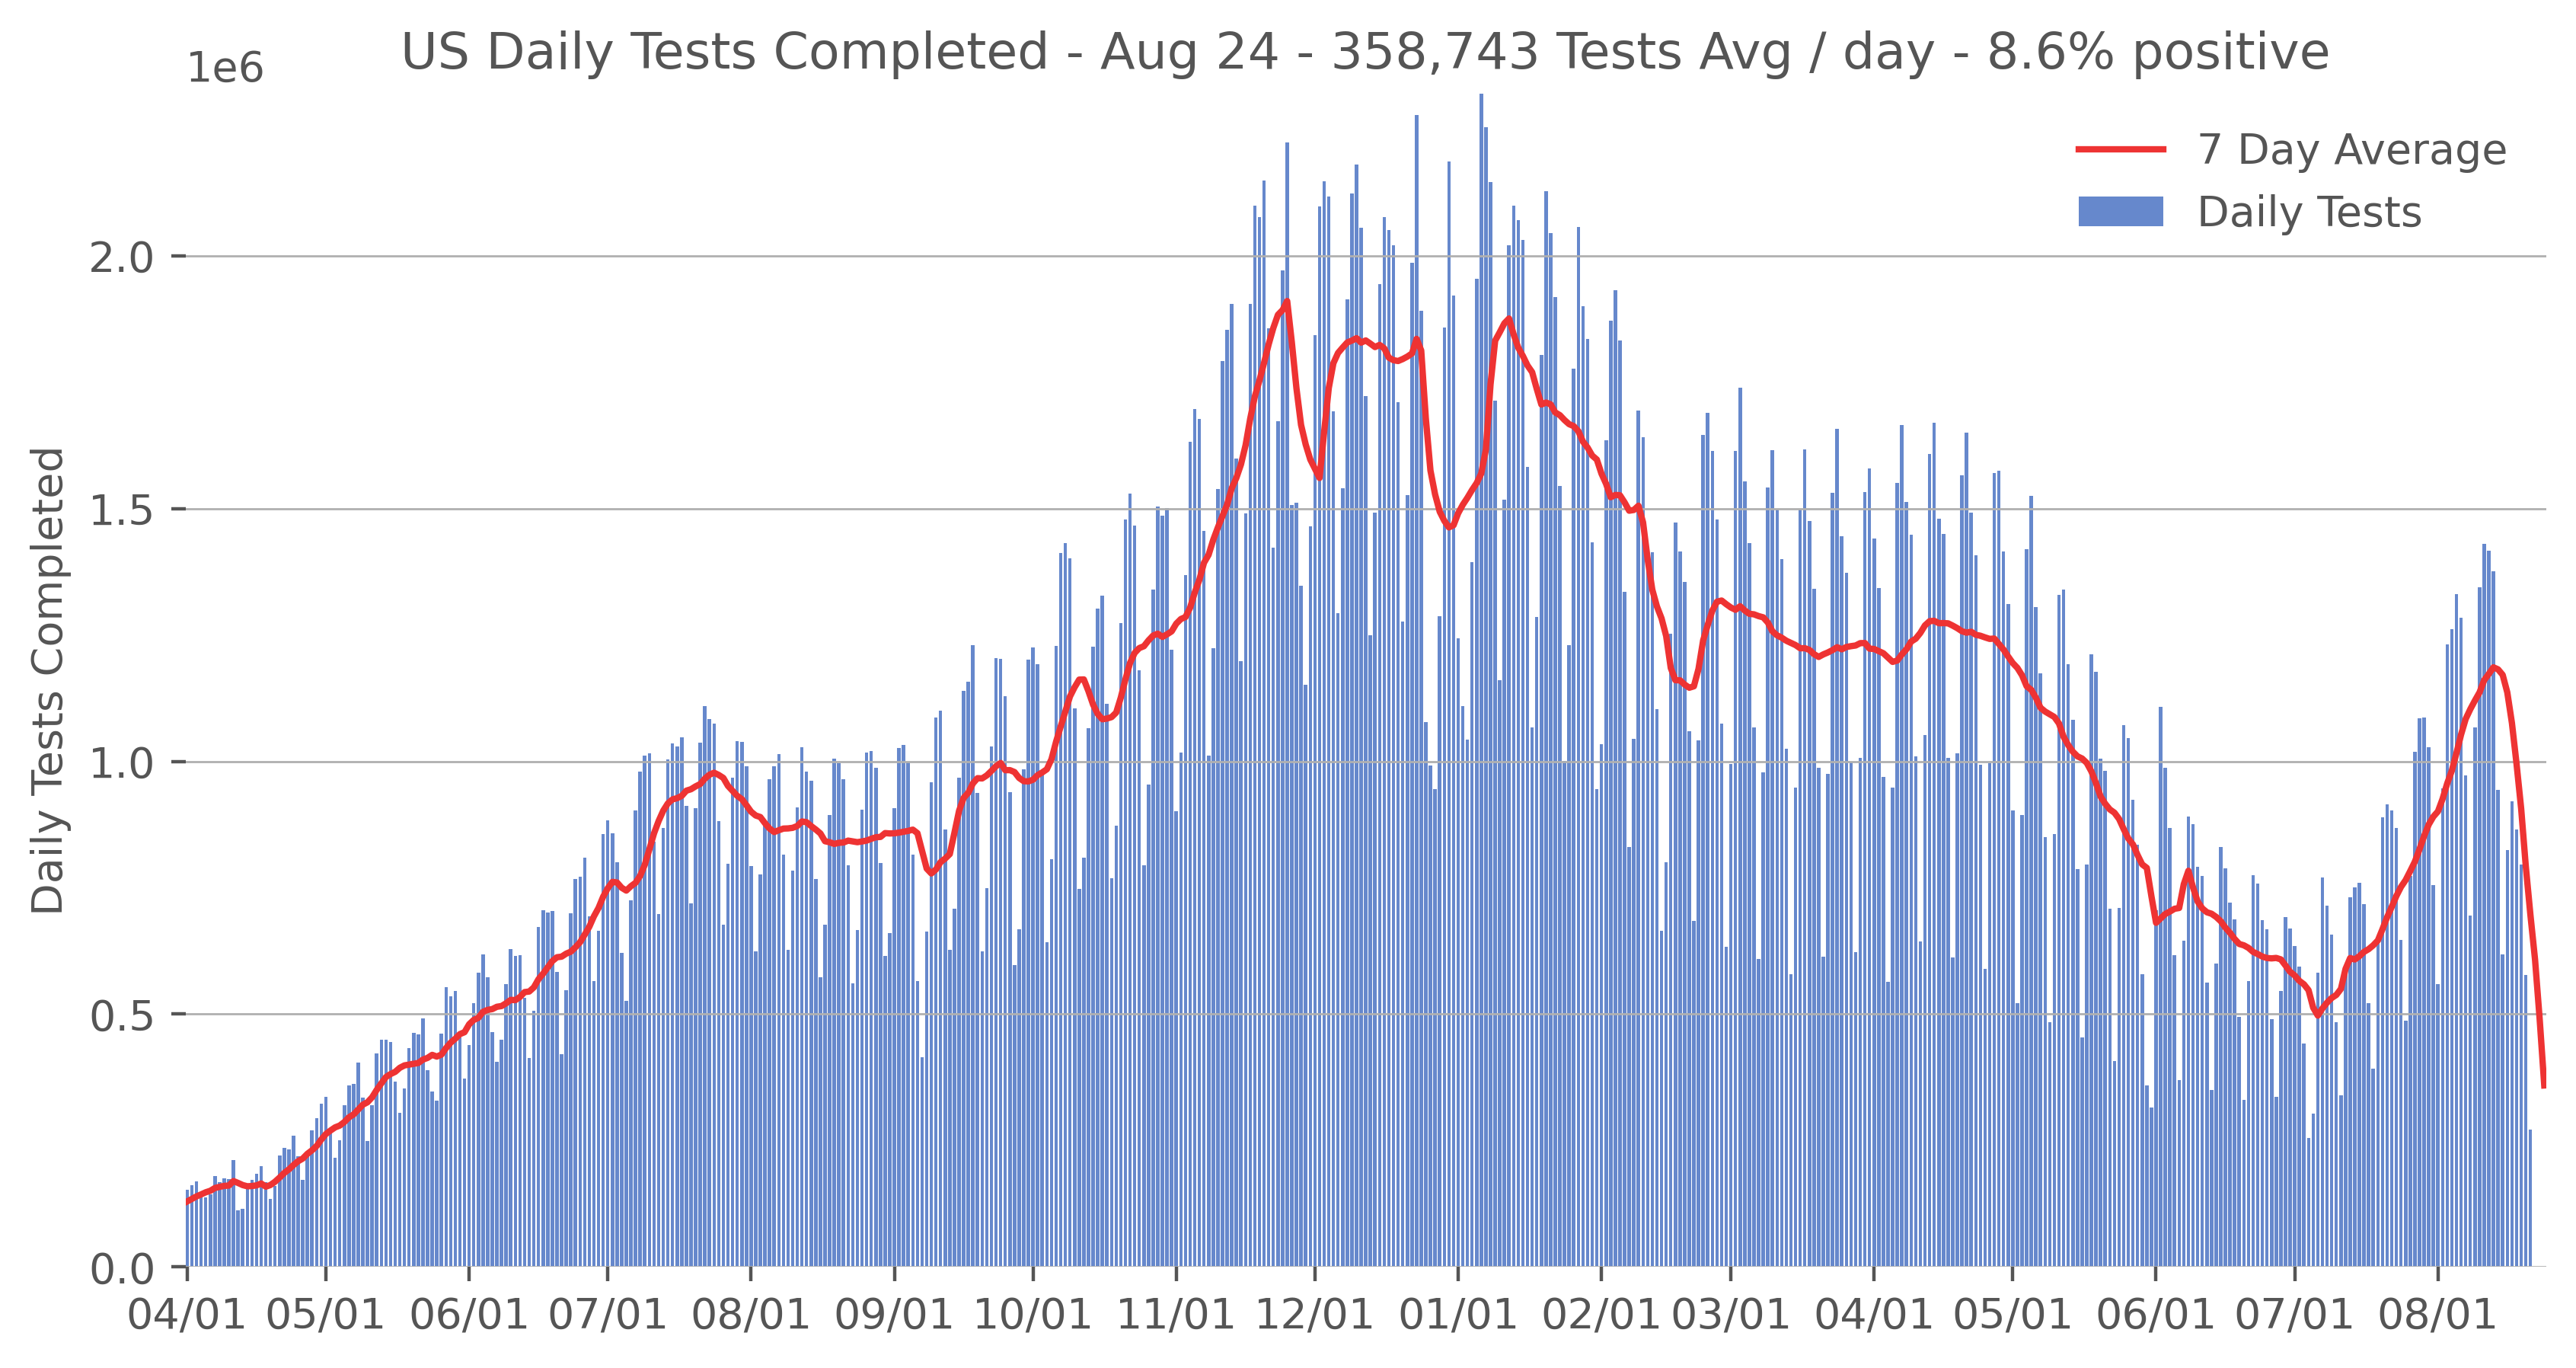 US Daily Tests Completed - Aug 24 - 358,743 Tests Avg / day - 8.6% positive
1e6
7 Day Average
Daily Tests
Daily Tests Completed
2.0
1.5
1.0
0.5
0.0
04/01 05/01 06/01 07/01 08/01 09/01 10/01 11/01 12/01 01/01 02/01 03/01 04/01 05/01 06/01 07/01 08/01